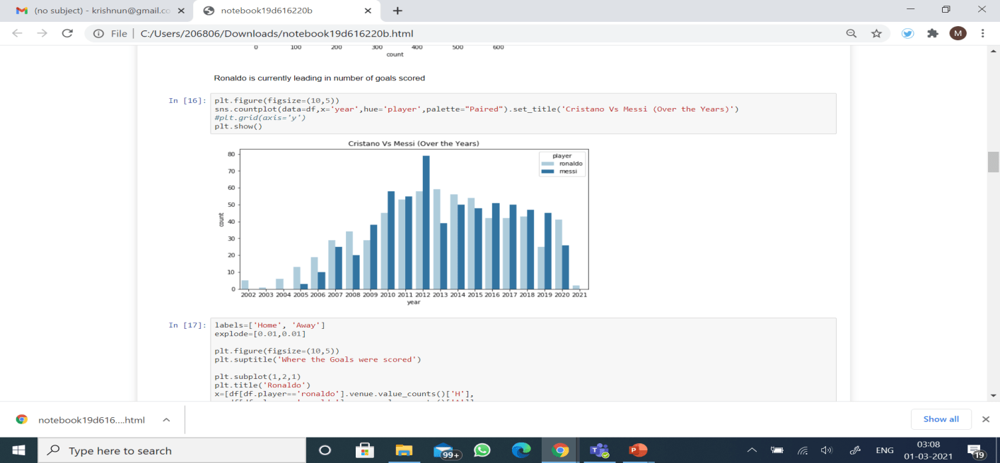 (no subject) - krishnun@gmail.co
notebook19d616220b
File | C:/Users/206806/Downloads/notebook19d616220b.html
M
0 100 200 300 400 500 600
count
Ronaldo is currently leading in number of goals scored
In [16]:
plt.figure(figsize=(10,5))
sns.countplot(data=df,x='year',hue='player',palette="Paired").set_title('Cristano Vs Messi (Over the Years)')
#plt.grid(axis='y')
plt.show()
Cristano Vs Messi (Over the Years)
player
ronaldo
messi
80
70
60
50
40
30
20
10
0
count
2002 2003 2004 2005 2006 2007 2008 2009 2010 2011 2012 2013 2014 2015 2016 2017 2018 2019 2020 2021
year
In [17]:
labels=['Home', 'Away']
explode=[0.01,0.01]
plt.figure(figsize=(10,5))
plt.suptitle('Where the Goals were scored')
plt.subplot(1,2,1)
plt.title('Ronaldo')
x=[df[df.player=='ronaldo'].venue.value_counts()['H'],
notebook19d616....html
Show all
Type here to search
99+
ENG
03:08
01-03-2021
19